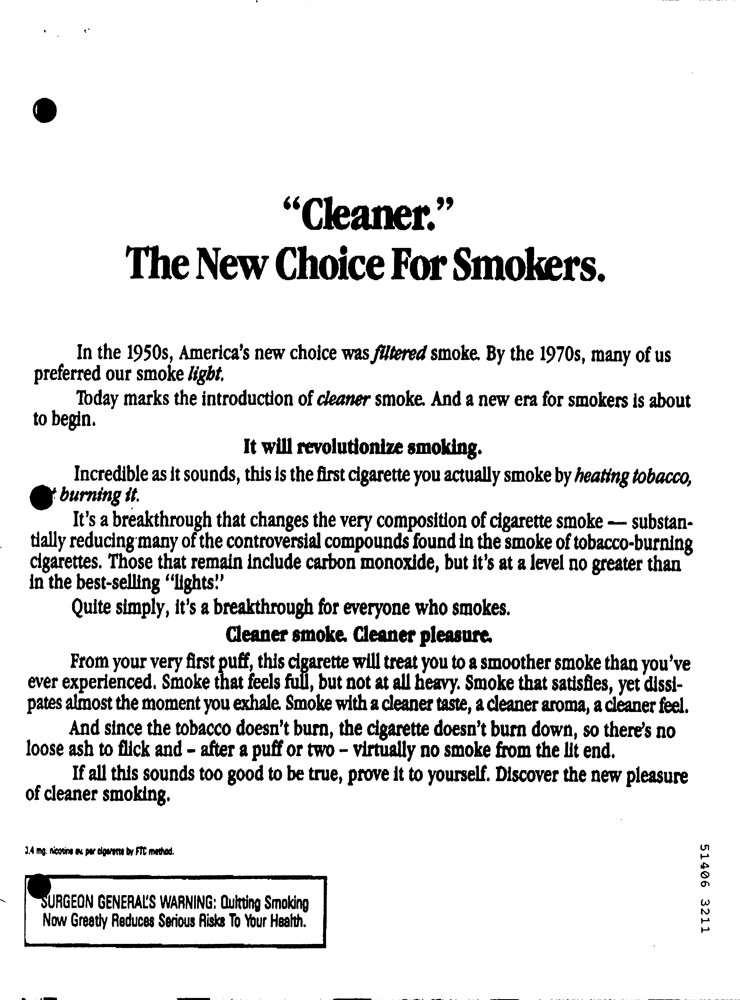 “Cleaner.”
The New Choice For Smokers.
In the 1950s, America's new choice was filtered smoke. By the 1970s, many of us
preferred our smoke light.
Today marks the introduction of cleaner smoke. And a new era for smokers is about
to begin.
It will revolutionize smoking.
Incredible as it sounds, this is the first cigarette you actually smoke by heating tobacco,
burning it.
It's a breakthrough that changes the very composition of cigarette smoke — substan-
tially reducing many of the controversial compounds found in the smoke of tobacco-burning
cigarettes. Those that remain include carbon monoxide, but it's at a level no greater than
in the best-selling “lights.”
Quite simply, it's a breakthrough for everyone who smokes.
Cleaner smoke. Cleaner pleasure.
From your very first puff, this cigarette will treat you to a smoother smoke than you've
ever experienced. Smoke that feels full, but not at all heavy. Smoke that satisfies, yet dissi-
pates almost the moment you exhale. Smoke with a cleaner taste, a cleaner aroma, a cleaner feel.
And since the tobacco doesn't burn, the cigarette doesn't burn down, so there's no
loose ash to flick and – after a puff or two – virtually no smoke from the lit end.
If all this sounds too good to be true, prove it to yourself. Discover the new pleasure
of cleaner smoking.
mg. nicotine av. per cigarette by FTC method.
SURGEON GENERAL'S WARNING: Quitting Smoking
Now Greatly Reduces Serious Risks To Your Health.
51406 3211